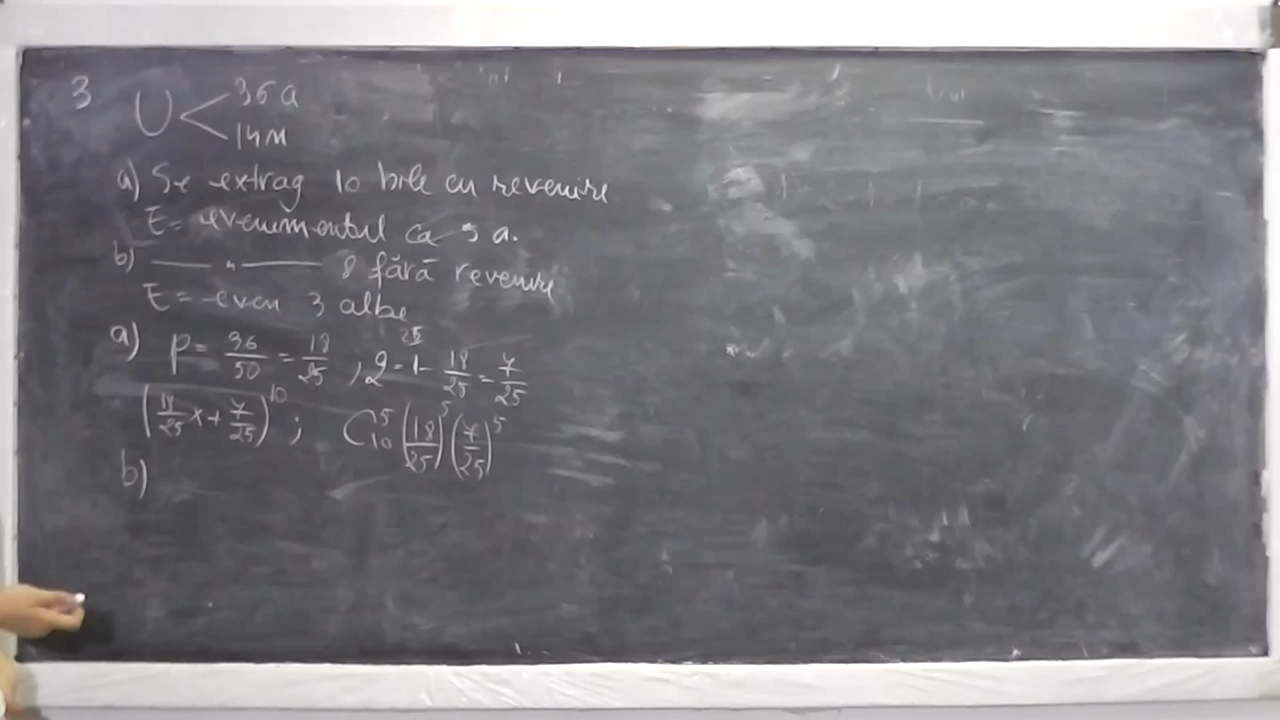 3 U < 36 a
14 n
a) Se extrag 10 bile cu revenire
E = evenimentul ca 5 a.
b) —— " —— 8 fără revenire
E = even 3 albe
a) p = 36/50 = 18/25 , q = 1 - 18/25 = 7/25
(18/25 x + 7/25)^10 ; C_10^5 (18/25)^5 (7/25)^5
b)